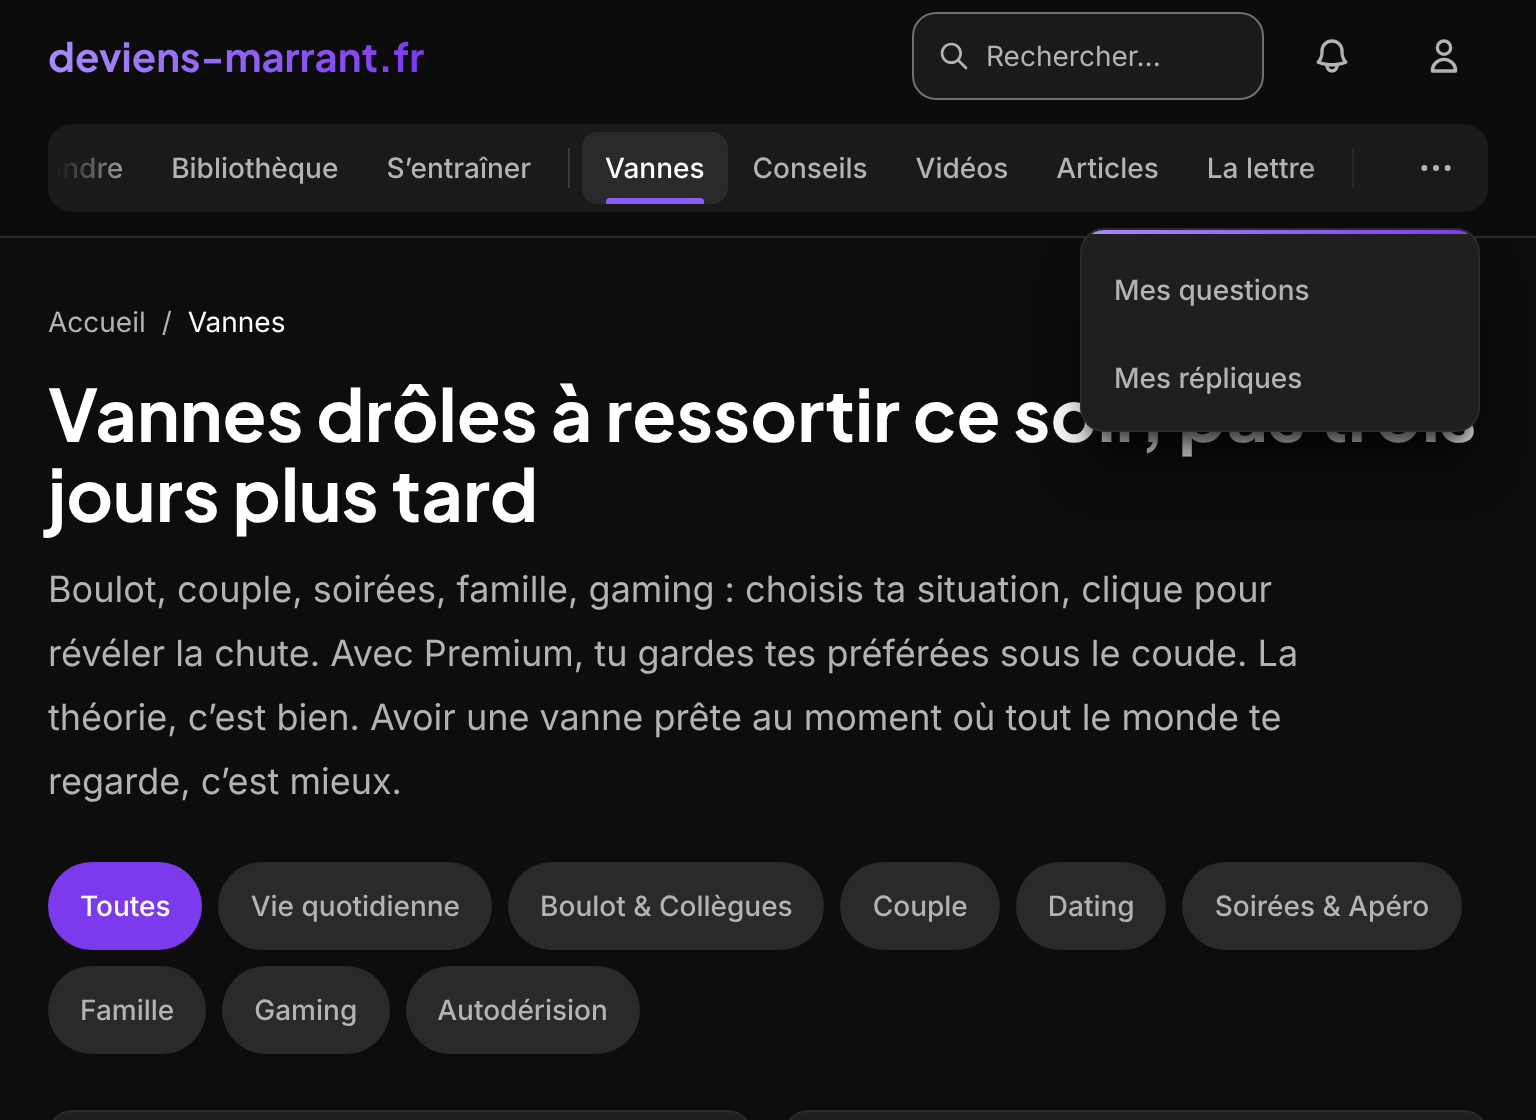 deviens-marrant.fr
Rechercher...
ndre Bibliothèque S’entraîner Vannes Conseils Vidéos Articles La lettre
Mes questions
Mes répliques
Accueil / Vannes
Vannes drôles à ressortir ce
jours plus tard
Boulot, couple, soirées, famille, gaming : choisis ta situation, clique pour
révéler la chute. Avec Premium, tu gardes tes préférées sous le coude. La
théorie, c’est bien. Avoir une vanne prête au moment où tout le monde te
regarde, c’est mieux.
Toutes Vie quotidienne Boulot & Collègues Couple Dating Soirées & Apéro
Famille Gaming Autodérision